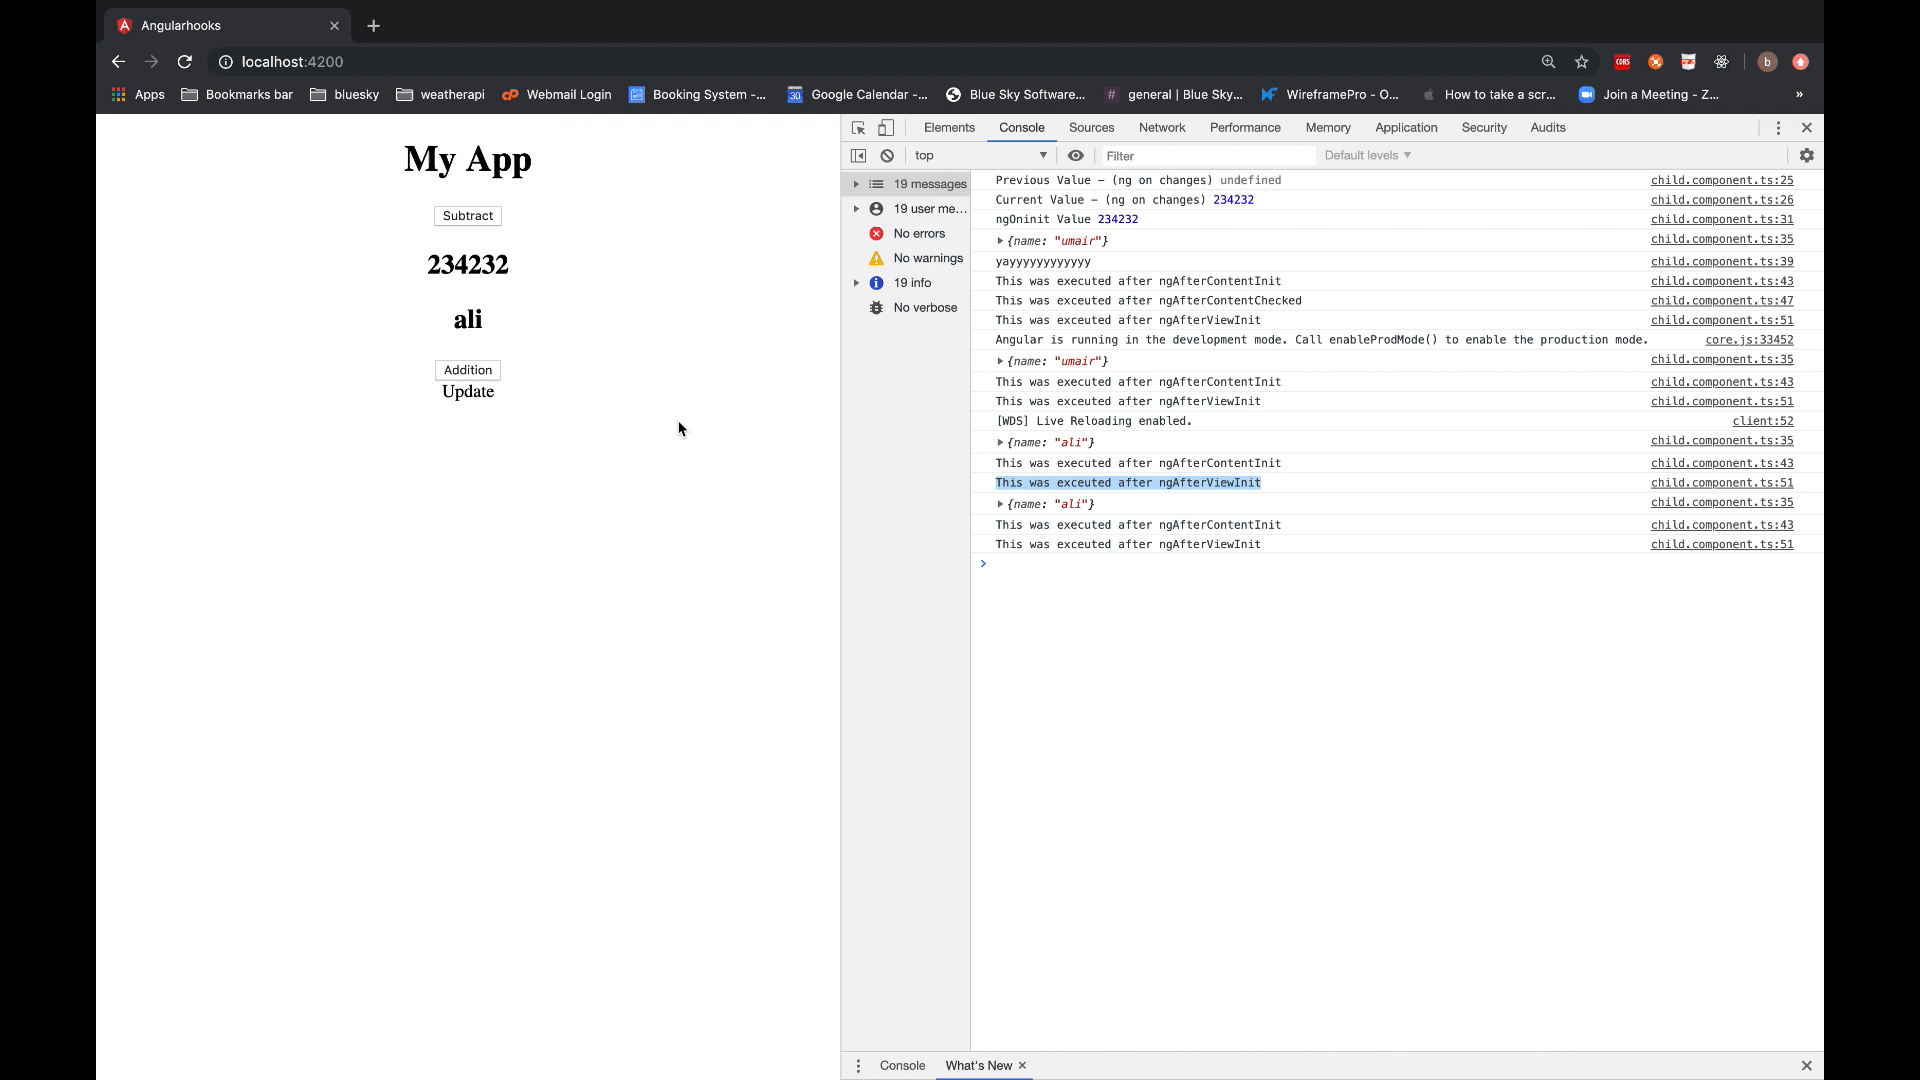 Angularhooks
localhost:4200
CORS
b
Apps
Bookmarks bar
bluesky
weatherapi
Webmail Login
Booking System -...
30
Google Calendar -...
Blue Sky Software...
# general | Blue Sky...
WireframePro - O...
How to take a scr...
Join a Meeting - Z...
»
My App
Subtract
234232
ali
Addition
Update
Elements
Console
Sources
Network
Performance
Memory
Application
Security
Audits
top
Filter
Default levels
19 messages
19 user me...
No errors
No warnings
19 info
No verbose
Previous Value - (ng on changes) undefined child.component.ts:25
Current Value - (ng on changes) 234232 child.component.ts:26
ngOninit Value 234232 child.component.ts:31
{name: "umair"} child.component.ts:35
yayyyyyyyyyyyy child.component.ts:39
This was executed after ngAfterContentInit child.component.ts:43
This was exceuted after ngAfterContentChecked child.component.ts:47
This was exceuted after ngAfterViewInit child.component.ts:51
Angular is running in the development mode. Call enableProdMode() to enable the production mode. core.js:33452
{name: "umair"} child.component.ts:35
This was executed after ngAfterContentInit child.component.ts:43
This was exceuted after ngAfterViewInit child.component.ts:51
[WDS] Live Reloading enabled. client:52
{name: "ali"} child.component.ts:35
This was executed after ngAfterContentInit child.component.ts:43
This was exceuted after ngAfterViewInit child.component.ts:51
{name: "ali"} child.component.ts:35
This was executed after ngAfterContentInit child.component.ts:43
This was exceuted after ngAfterViewInit child.component.ts:51
>
Console
What's New